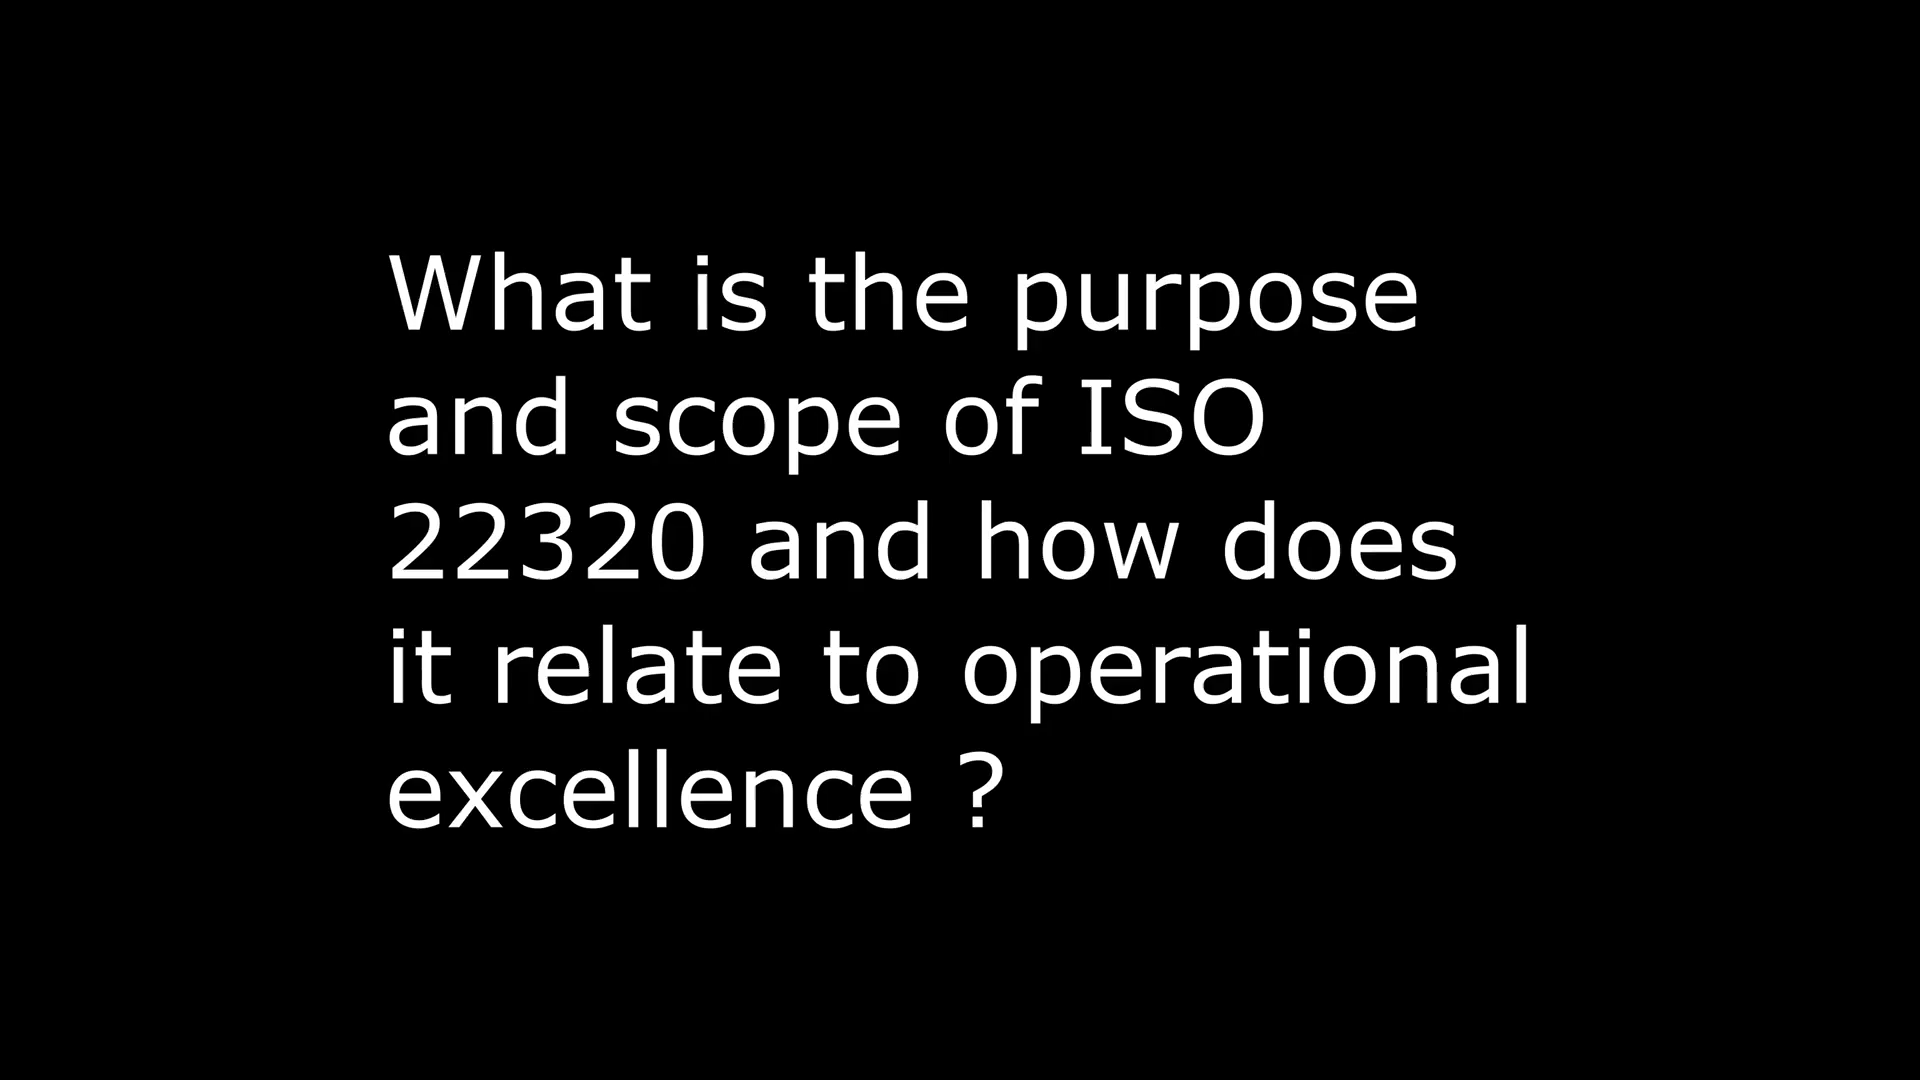 What is the purpose
and scope of ISO
22320 and how does
it relate to operational
excellence ?